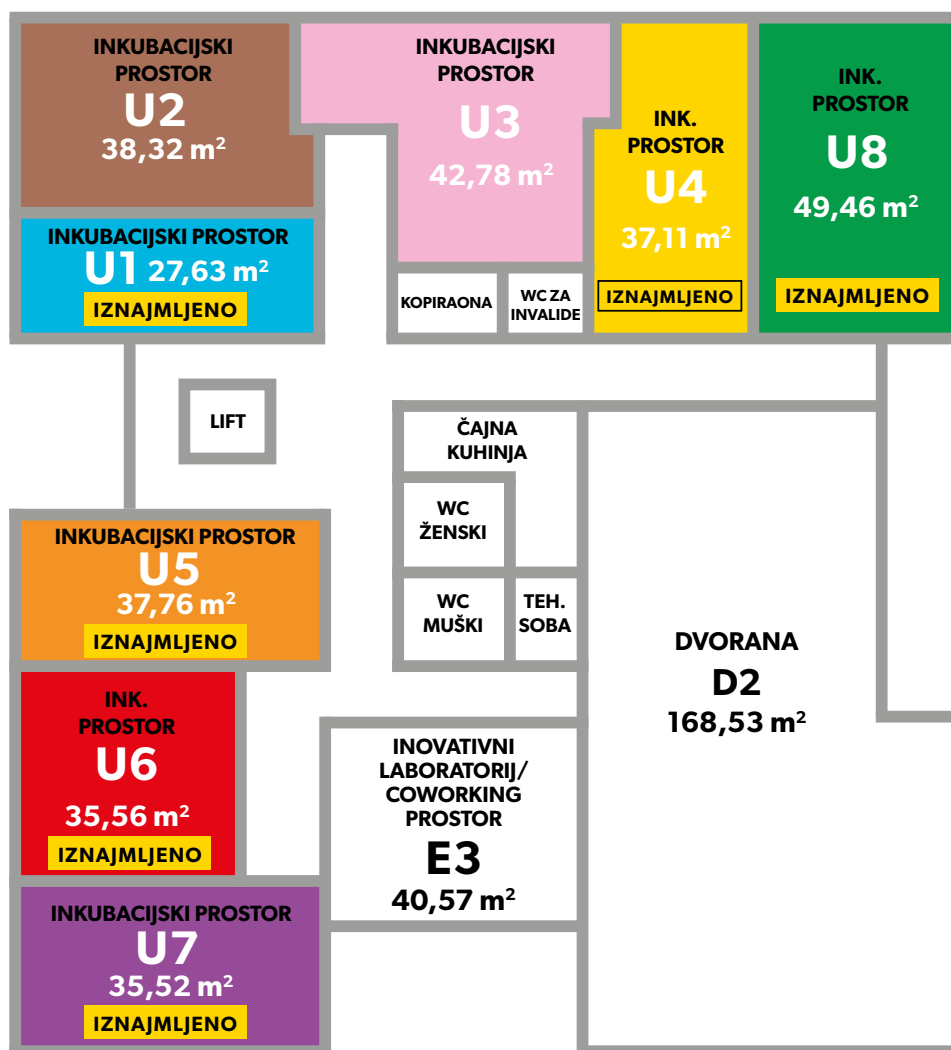 INKUBACIJSKI
PROSTOR
U2
38,32 m²
INKUBACIJSKI
PROSTOR
U3
42,78 m²
INK.
PROSTOR
U4
37,11 m²
IZNAJMLJENO
INK.
PROSTOR
U8
49,46 m²
IZNAJMLJENO
INKUBACIJSKI PROSTOR
U1 27,63 m²
IZNAJMLJENO
KOPIRAONA
WC ZA
INVALIDE
LIFT
ČAJNA
KUHINJA
WC
ŽENSKI
WC
MUŠKI
TEH.
SOBA
INKUBACIJSKI PROSTOR
U5
37,76 m²
IZNAJMLJENO
DVORANA
D2
168,53 m²
INK.
PROSTOR
U6
35,56 m²
IZNAJMLJENO
INOVATIVNI
LABORATORIJ/
COWORKING
PROSTOR
E3
40,57 m²
INKUBACIJSKI PROSTOR
U7
35,52 m²
IZNAJMLJENO